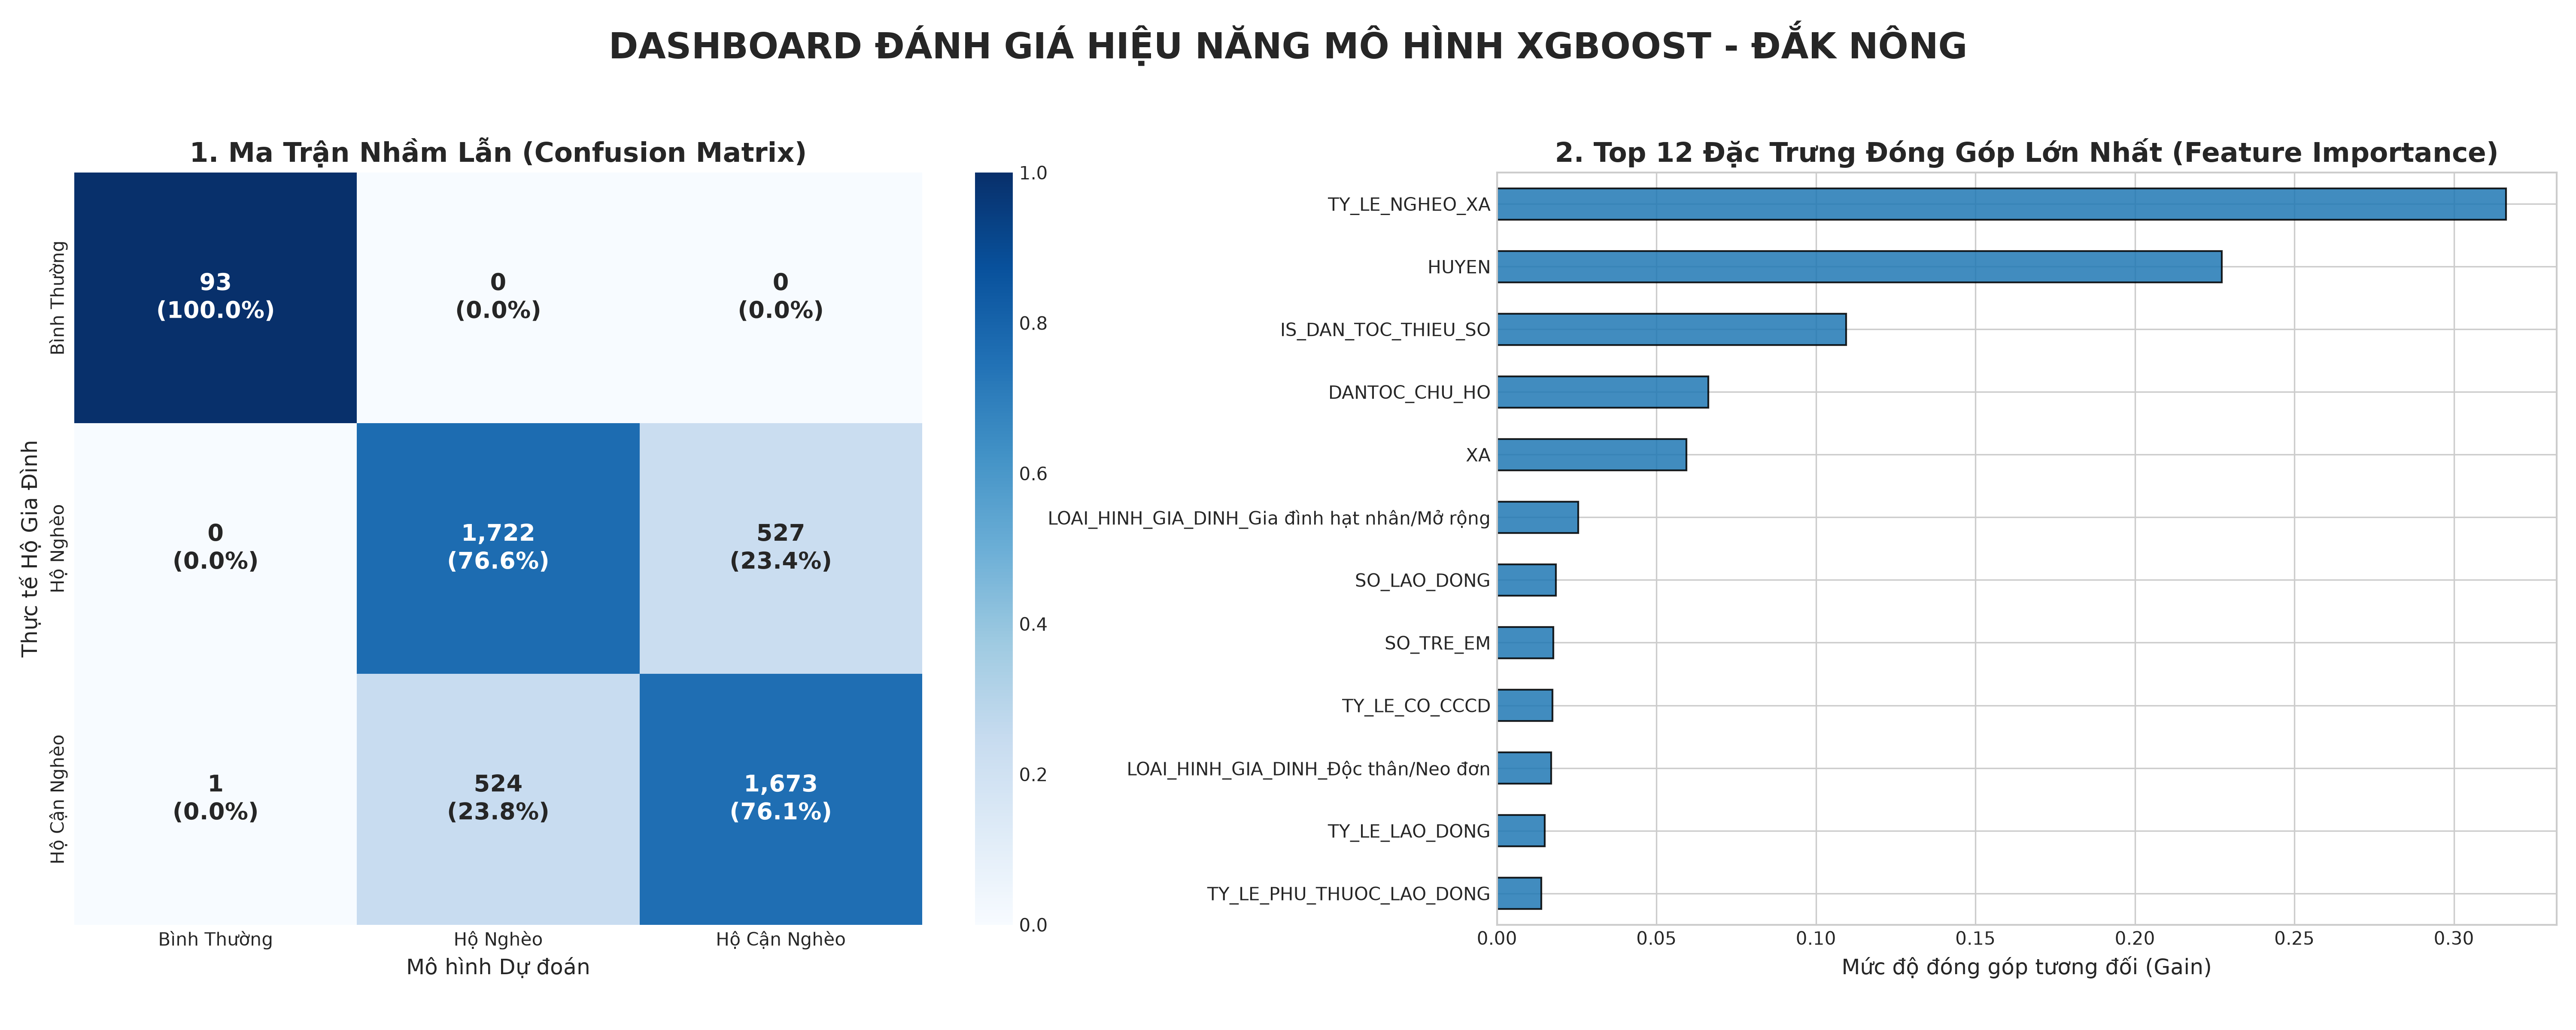 DASHBOARD ĐÁNH GIÁ HIỆU NĂNG MÔ HÌNH XGBOOST - ĐẮK NÔNG
1. Ma Trận Nhầm Lẫn (Confusion Matrix)
Thực tế Hộ Gia Đình
Bình Thường
Hộ Nghèo
Hộ Cận Nghèo
93
(100.0%)
0
(0.0%)
0
(0.0%)
0
(0.0%)
1,722
(76.6%)
527
(23.4%)
1
(0.0%)
524
(23.8%)
1,673
(76.1%)
Bình Thường
Hộ Nghèo
Hộ Cận Nghèo
Mô hình Dự đoán
1.0
0.8
0.6
0.4
0.2
0.0
2. Top 12 Đặc Trưng Đóng Góp Lớn Nhất (Feature Importance)
TY_LE_NGHEO_XA
HUYEN
IS_DAN_TOC_THIEU_SO
DANTOC_CHU_HO
XA
LOAI_HINH_GIA_DINH_Gia đình hạt nhân/Mở rộng
SO_LAO_DONG
SO_TRE_EM
TY_LE_CO_CCCD
LOAI_HINH_GIA_DINH_Độc thân/Neo đơn
TY_LE_LAO_DONG
TY_LE_PHU_THUOC_LAO_DONG
0.00
0.05
0.10
0.15
0.20
0.25
0.30
Mức độ đóng góp tương đối (Gain)